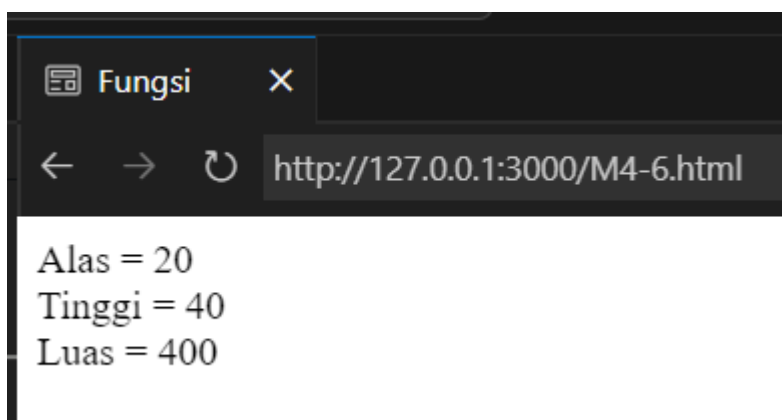 Fungsi
http://127.0.0.1:3000/M4-6.html
Alas = 20
Tinggi = 40
Luas = 400